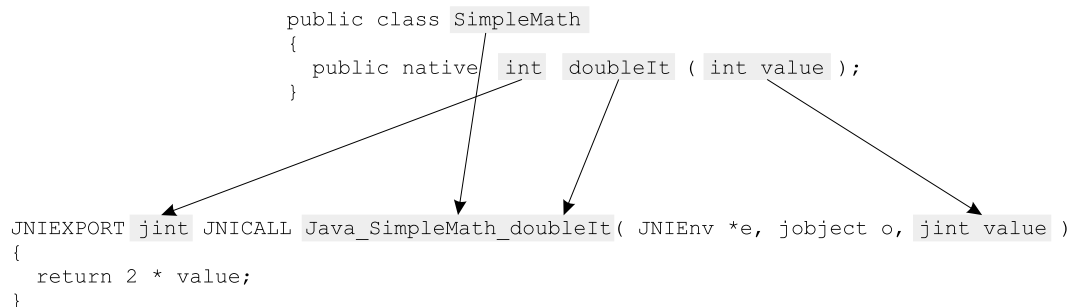 public class SimpleMath
{
public native int doubleIt ( int value );
}
JNIEXPORT jint JNICALL Java_SimpleMath_doubleIt( JNIEnv *e, jobject o, jint value )
{
return 2 * value;
}